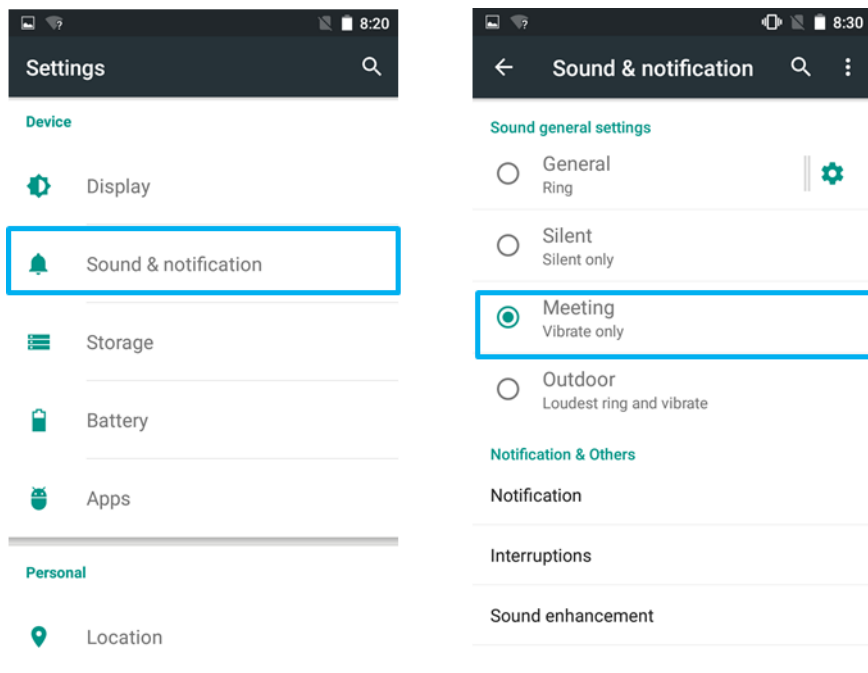 8:20
Settings
Device
Display
Sound & notification
Storage
Battery
Apps
Personal
Location
8:30
Sound & notification
Sound general settings
General
Ring
Silent
Silent only
Meeting
Vibrate only
Outdoor
Loudest ring and vibrate
Notification & Others
Notification
Interruptions
Sound enhancement